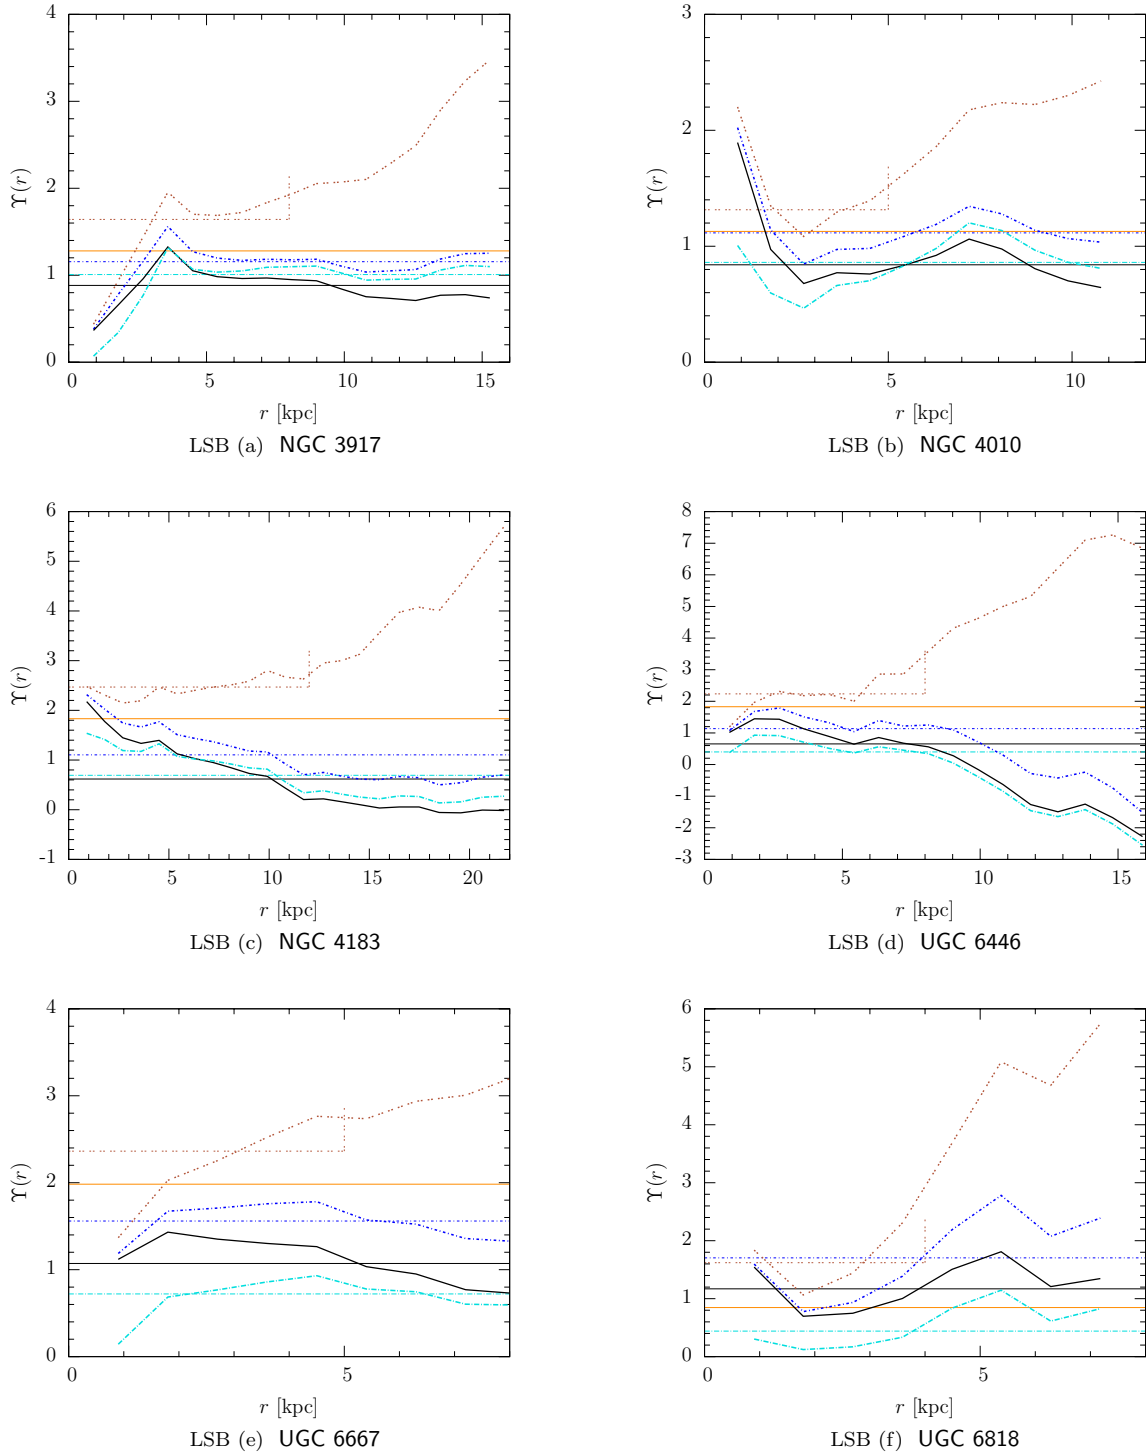 4
3
2
1
0
ϒ(r)
0 5 10 15
r [kpc]
LSB (a) NGC 3917
3
2
1
0
ϒ(r)
0 5 10
r [kpc]
LSB (b) NGC 4010
6
5
4
3
2
1
0
-1
ϒ(r)
0 5 10 15 20
r [kpc]
LSB (c) NGC 4183
8
7
6
5
4
3
2
1
0
-1
-2
-3
ϒ(r)
0 5 10 15
r [kpc]
LSB (d) UGC 6446
4
3
2
1
0
ϒ(r)
0 5
r [kpc]
LSB (e) UGC 6667
6
5
4
3
2
1
0
ϒ(r)
0 5
r [kpc]
LSB (f) UGC 6818